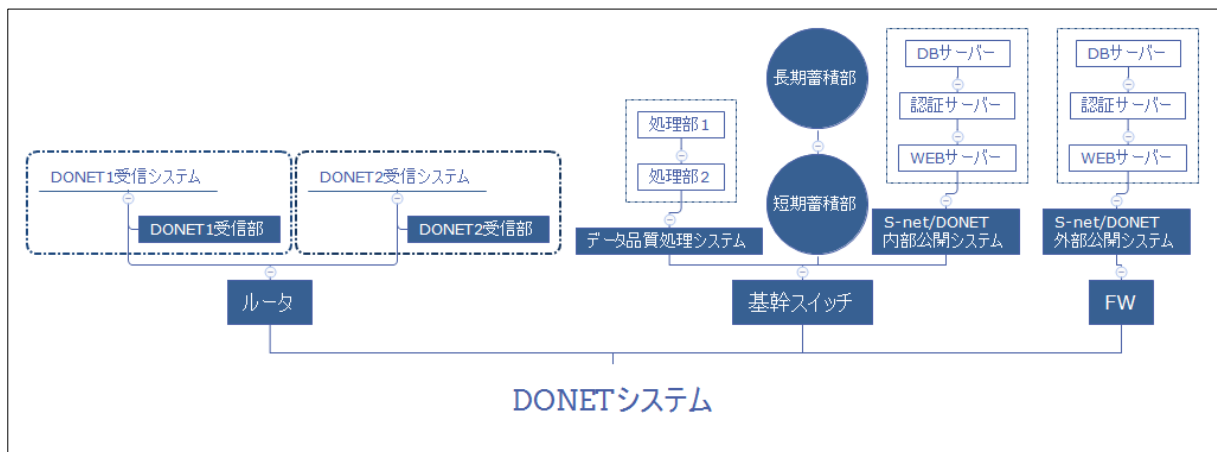 DONET1受信システム
DONET1受信部
DONET2受信システム
DONET2受信部
ルータ
処理部1
処理部2
データ品質処理システム
長期蓄積部
短期蓄積部
DBサーバー
認証サーバー
WEBサーバー
S-net/DONET
内部公開システム
基幹スイッチ
DBサーバー
認証サーバー
WEBサーバー
S-net/DONET
外部公開システム
FW
DONETシステム